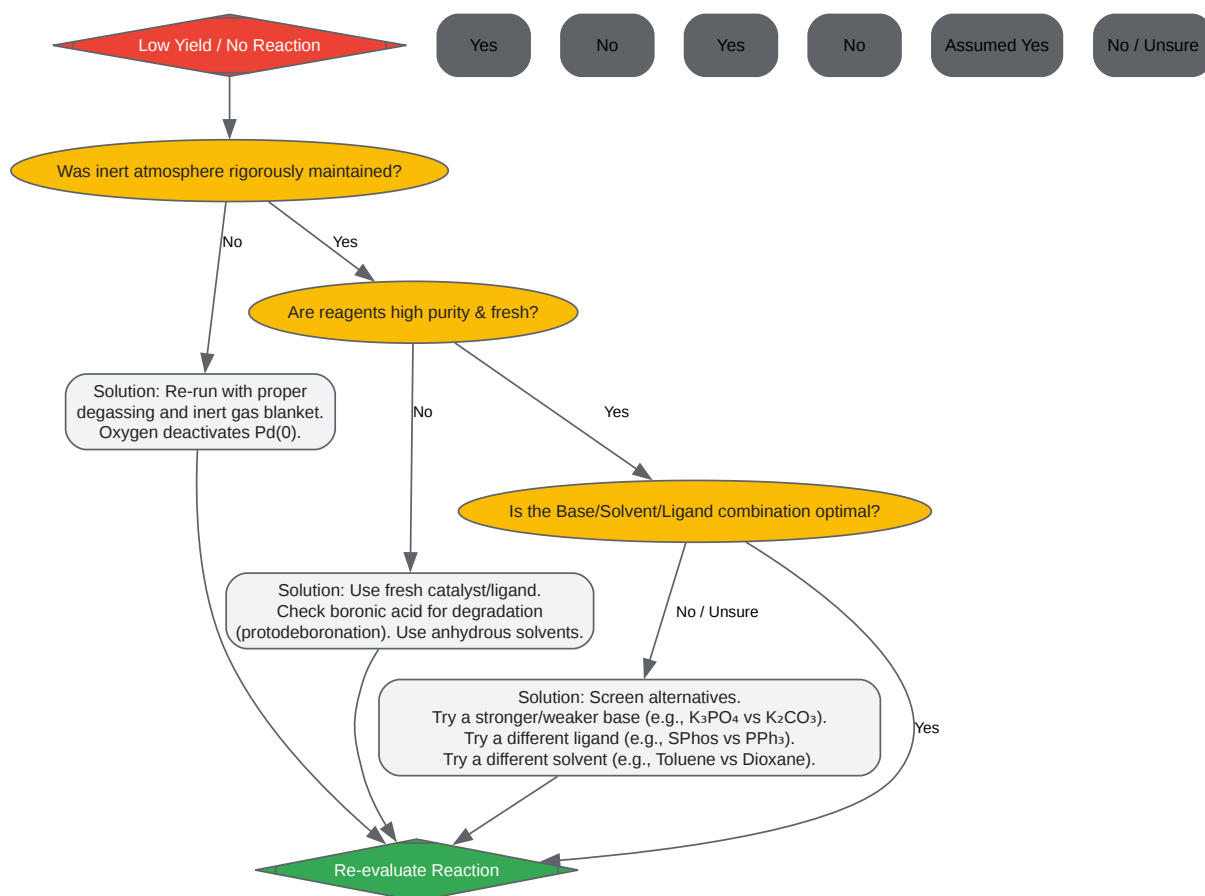 Low Yield / No Reaction
Yes
No
Yes
No
Assumed Yes
No / Unsure
Was inert atmosphere rigorously maintained?
No
Yes
Are reagents high purity & fresh?
Solution: Re-run with proper
degassing and inert gas blanket.
Oxygen deactivates Pd(0).
No
Yes
Is the Base/Solvent/Ligand combination optimal?
Solution: Use fresh catalyst/ligand.
Check boronic acid for degradation
(protodeboronation). Use anhydrous solvents.
No / Unsure
Solution: Screen alternatives.
Try a stronger/weaker base (e.g., K₃PO₄ vs K₂CO₃).
Try a different ligand (e.g., SPhos vs PPh₃).
Try a different solvent (e.g., Toluene vs Dioxane).
Yes
Re-evaluate Reaction